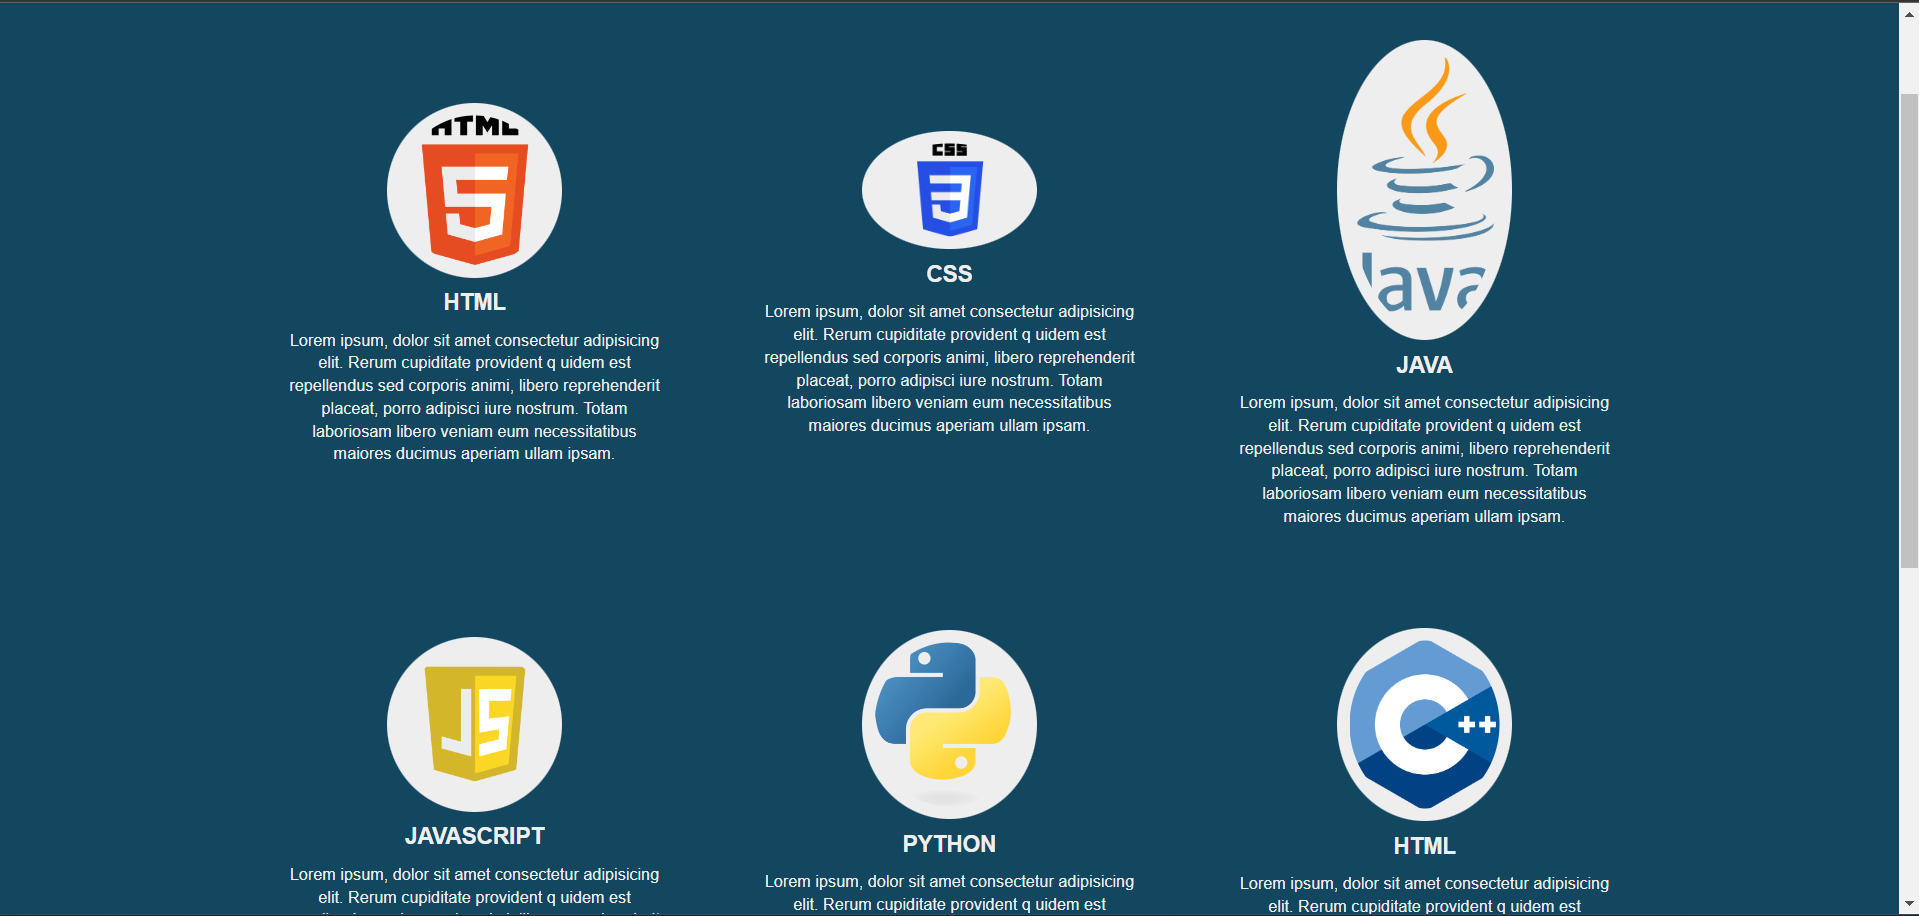 HTML
HTML
Lorem ipsum, dolor sit amet consectetur adipisicing
elit. Rerum cupiditate provident q uidem est
repellendus sed corporis animi, libero reprehenderit
placeat, porro adipisci iure nostrum. Totam
laboriosam libero veniam eum necessitatibus
maiores ducimus aperiam ullam ipsam.
CSS
CSS
Lorem ipsum, dolor sit amet consectetur adipisicing
elit. Rerum cupiditate provident q uidem est
repellendus sed corporis animi, libero reprehenderit
placeat, porro adipisci iure nostrum. Totam
laboriosam libero veniam eum necessitatibus
maiores ducimus aperiam ullam ipsam.
Java
JAVA
Lorem ipsum, dolor sit amet consectetur adipisicing
elit. Rerum cupiditate provident q uidem est
repellendus sed corporis animi, libero reprehenderit
placeat, porro adipisci iure nostrum. Totam
laboriosam libero veniam eum necessitatibus
maiores ducimus aperiam ullam ipsam.
JS
JAVASCRIPT
Lorem ipsum, dolor sit amet consectetur adipisicing
elit. Rerum cupiditate provident q uidem est
PYTHON
Lorem ipsum, dolor sit amet consectetur adipisicing
elit. Rerum cupiditate provident q uidem est
C++
HTML
Lorem ipsum, dolor sit amet consectetur adipisicing
elit. Rerum cupiditate provident q uidem est